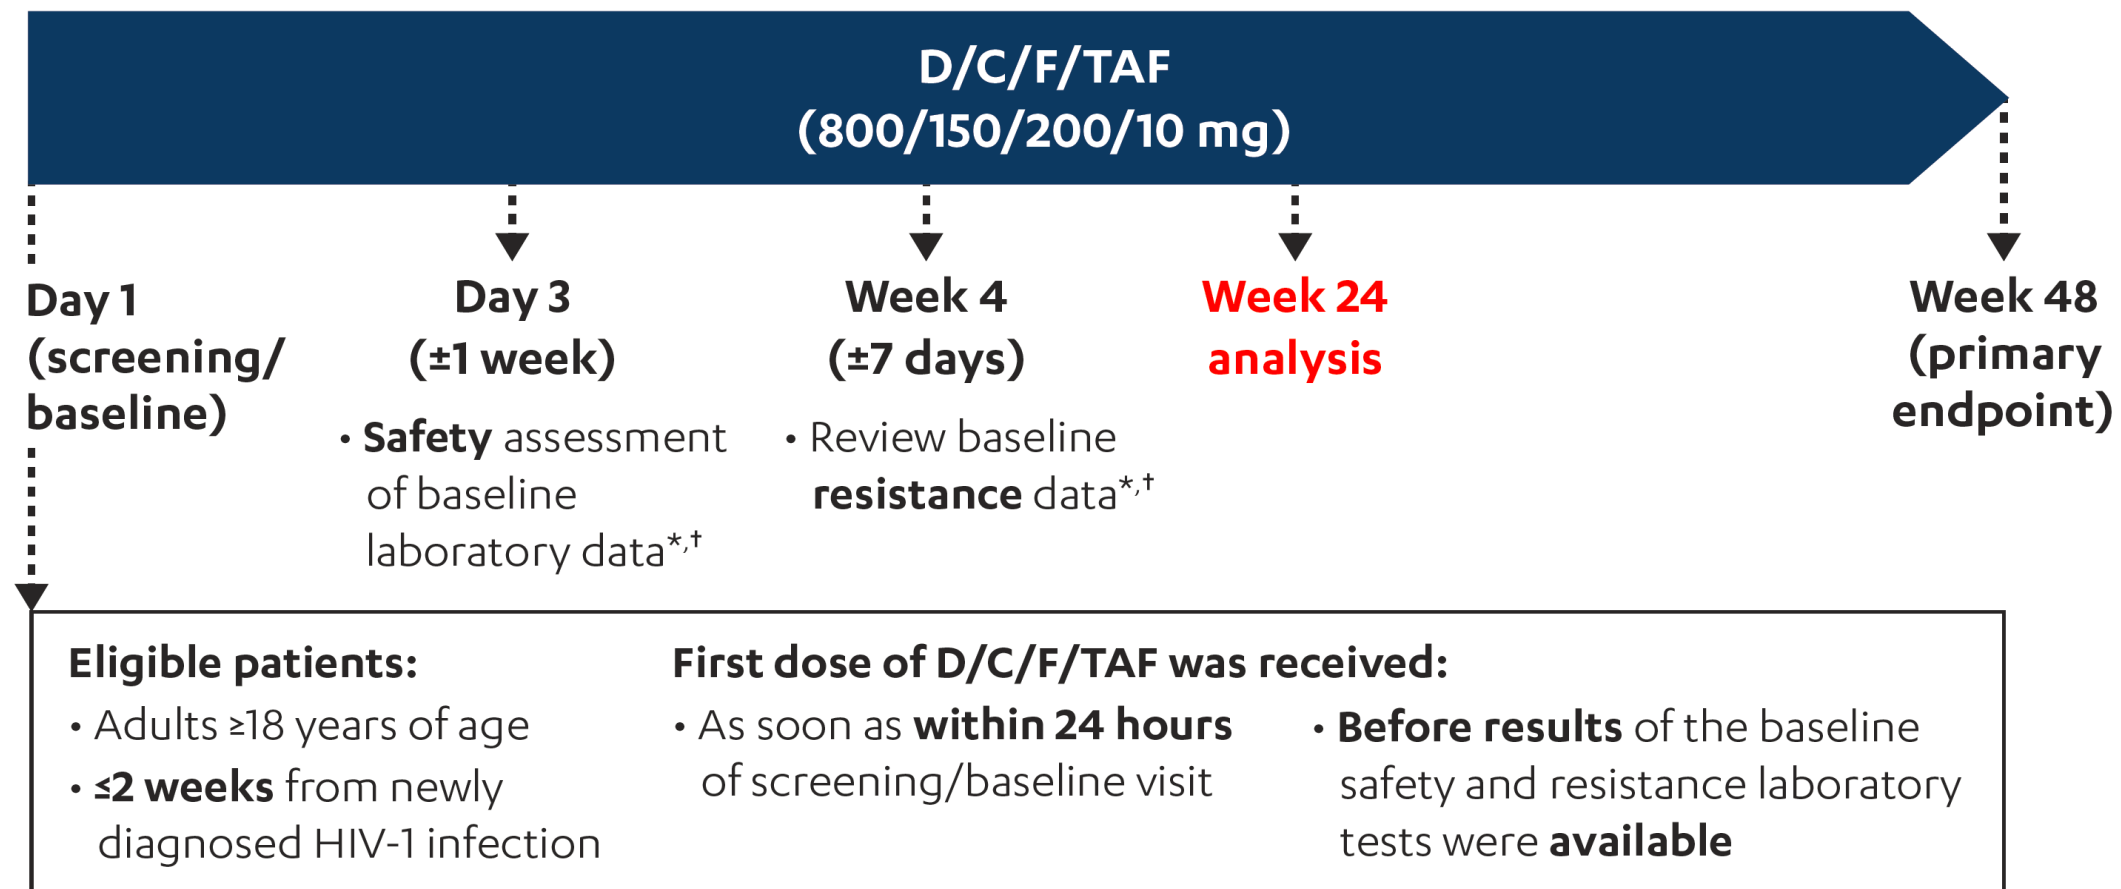 D/C/F/TAF
(800/150/200/10 mg)
Day 1
(screening/
baseline)
Day 3
(±1 week)
• Safety assessment
of baseline
laboratory data*,†
Week 4
(±7 days)
• Review baseline
resistance data*,†
Week 24
analysis
Week 48
(primary
endpoint)
Eligible patients:
• Adults ≥18 years of age
• ≤2 weeks from newly
diagnosed HIV-1 infection
First dose of D/C/F/TAF was received:
• As soon as within 24 hours
of screening/baseline visit
• Before results of the baseline
safety and resistance laboratory
tests were available